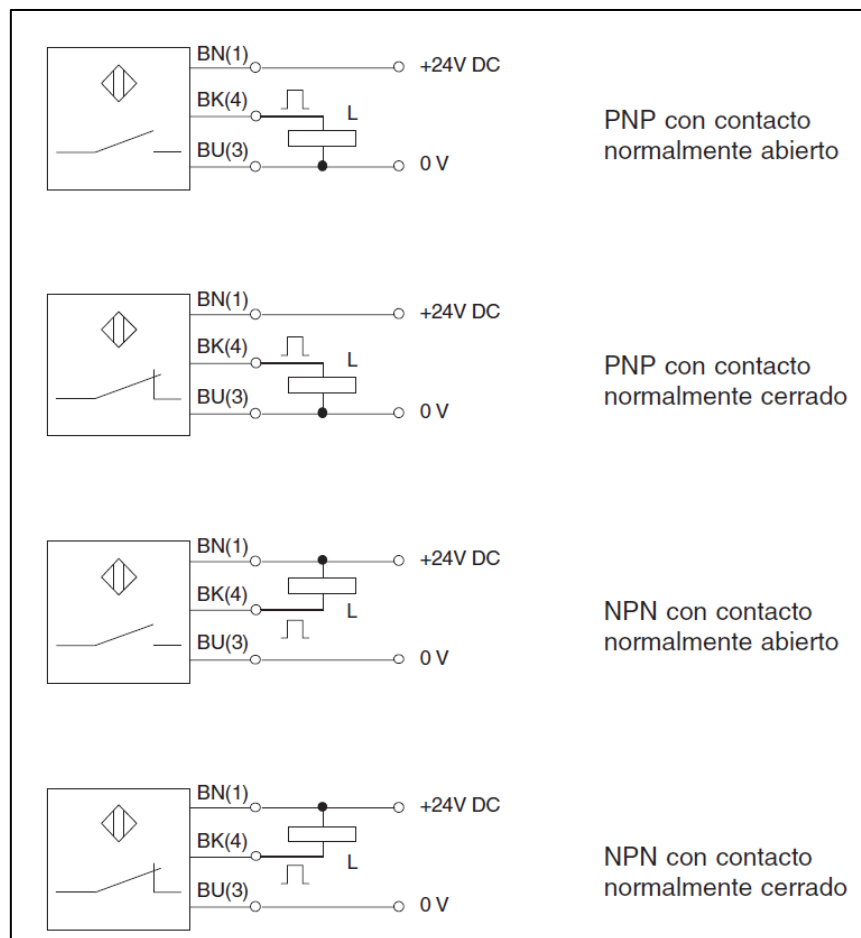 BN(1)
+24V DC
BK(4)
L
BU(3)
0 V
PNP con contacto
normalmente abierto
BN(1)
+24V DC
BK(4)
L
BU(3)
0 V
PNP con contacto
normalmente cerrado
BN(1)
+24V DC
BK(4)
L
BU(3)
0 V
NPN con contacto
normalmente abierto
BN(1)
+24V DC
BK(4)
L
BU(3)
0 V
NPN con contacto
normalmente cerrado